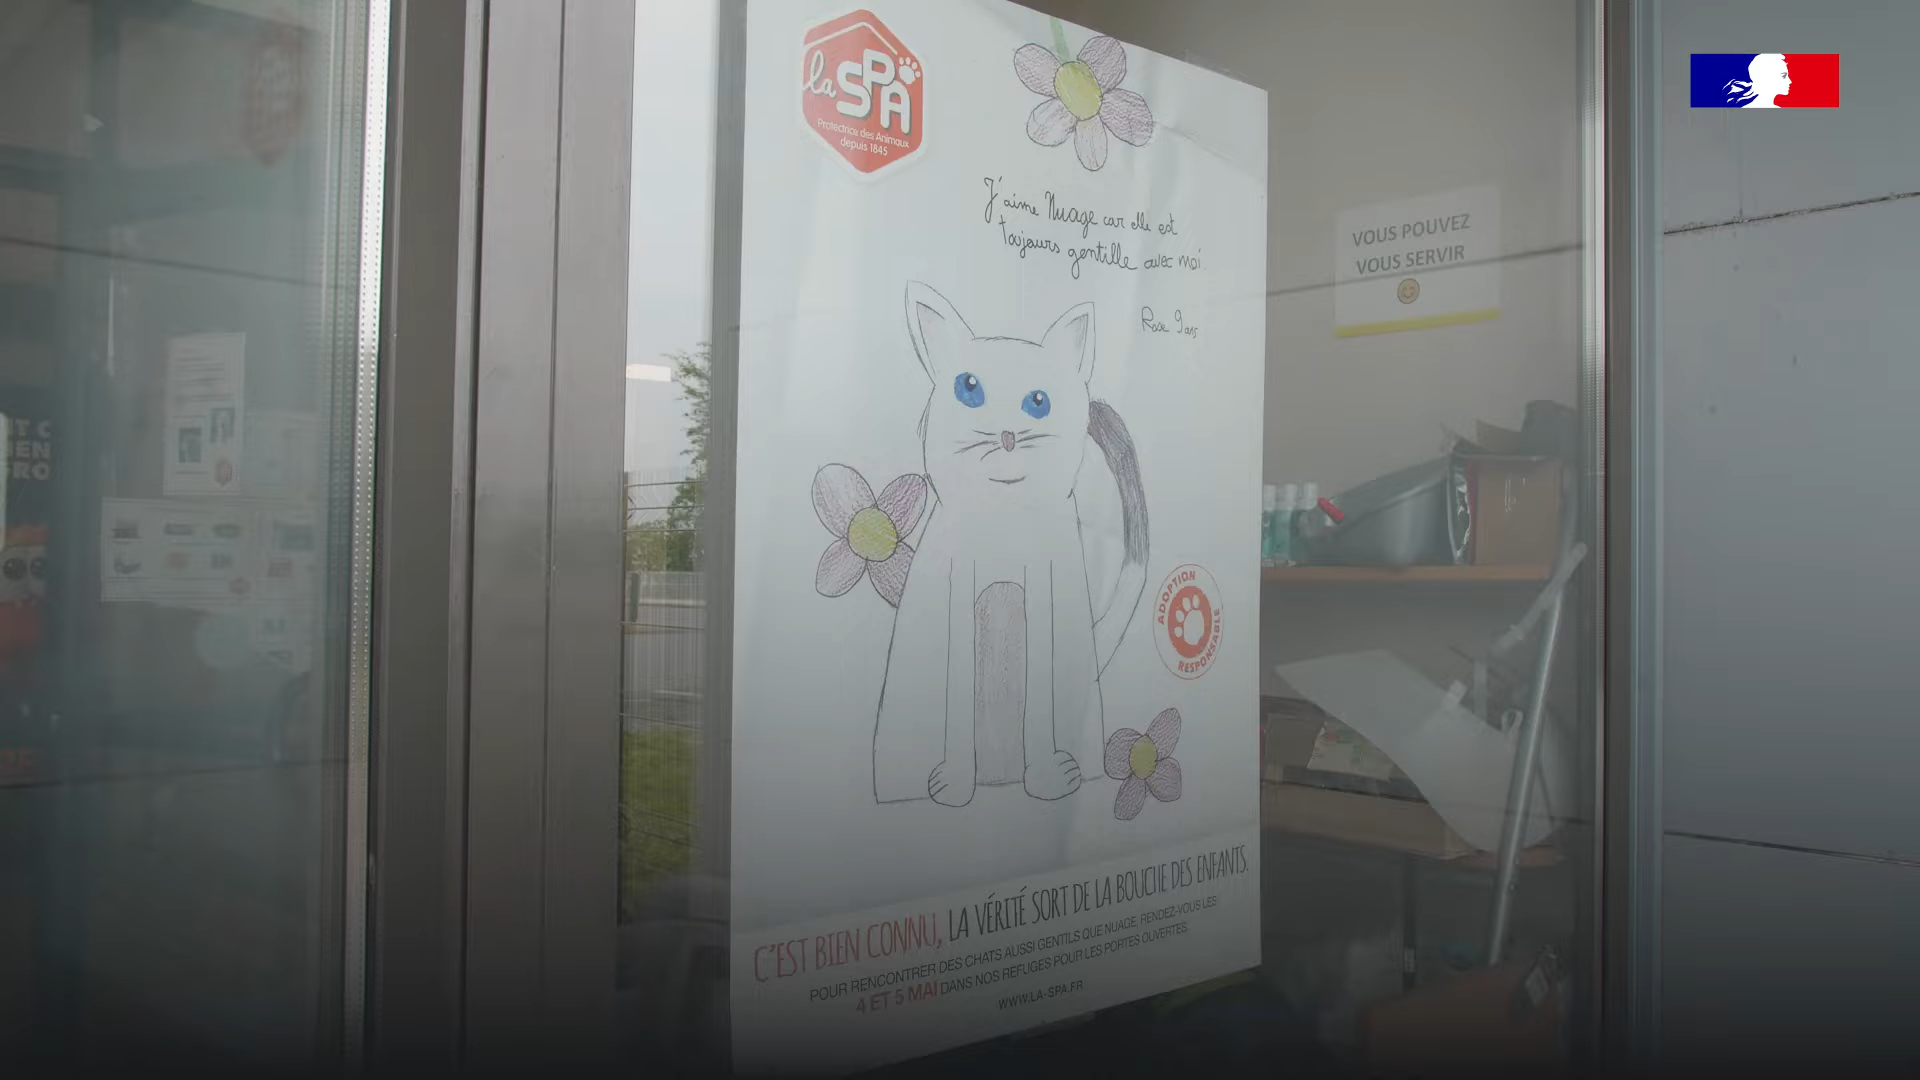 la SPA
Protectrice des Animaux
depuis 1845
J'aime Nuage car elle est
toujours gentille avec moi.
Rose 9 ans
VOUS POUVEZ
VOUS SERVIR
ADOPTION
RESPONSABLE
C'EST BIEN CONNU, LA VÉRITÉ SORT DE LA BOUCHE DES ENFANTS.
POUR RENCONTRER DES CHATS AUSSI GENTILS QUE NUAGE, RENDEZ-VOUS LES
4 ET 5 MAI DANS NOS REFUGES POUR LES PORTES OUVERTES.
WWW.LA-SPA.FR